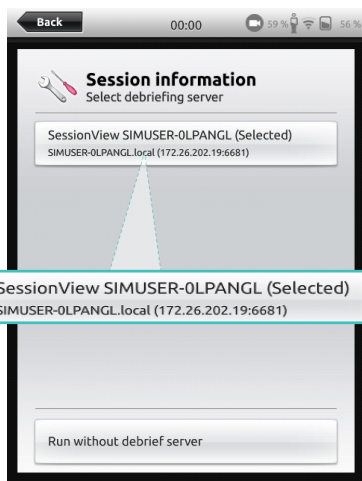 Back
00:00
59 %
56 %
Session information
Select debriefing server
SessionView SIMUSER-0LPANGL (Selected)
SIMUSER-0LPANGL.local (172.26.202.19:6681)
SessionView SIMUSER-0LPANGL (Selected)
SIMUSER-0LPANGL.local (172.26.202.19:6681)
Run without debrief server